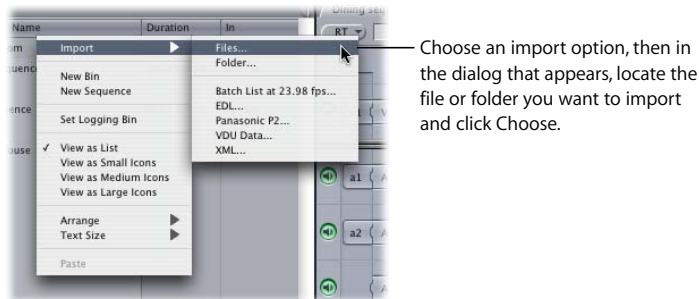 Name Duration In
Dining
RT
Import
Files...
Folder...
Batch List at 23.98 fps...
EDL...
Panasonic P2...
VDU Data...
XML...
New Bin
New Sequence
Set Logging Bin
✓ View as List
View as Small Icons
View as Medium Icons
View as Large Icons
Arrange
Text Size
Paste
a1
a2
Choose an import option, then in
the dialog that appears, locate the
file or folder you want to import
and click Choose.